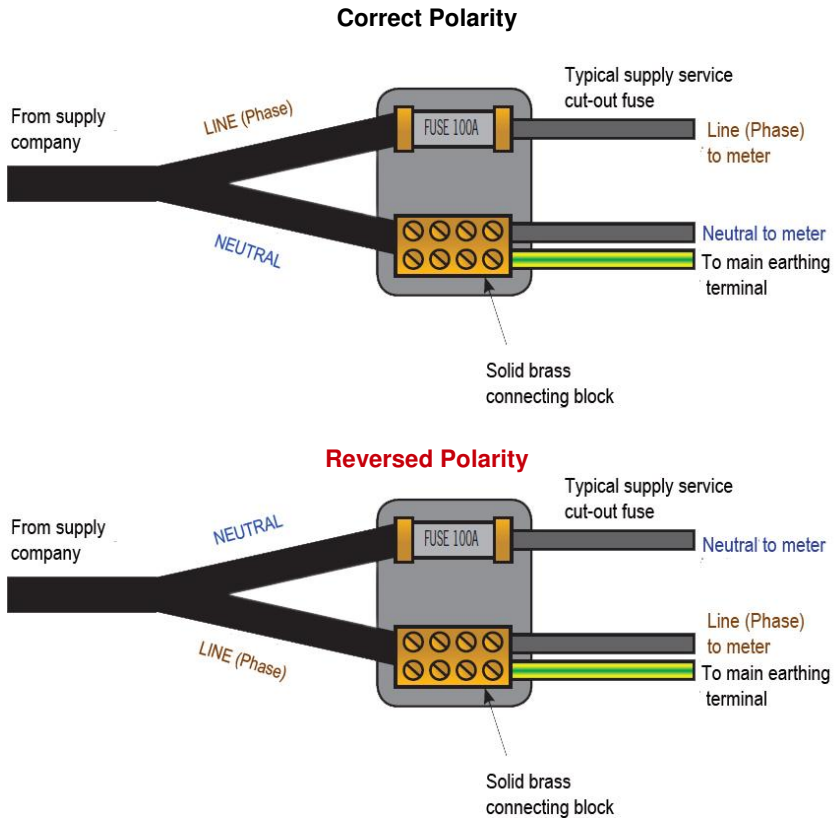 Correct Polarity
Typical supply service
cut-out fuse
From supply
company
LINE (Phase)
FUSE 100A
Line (Phase)
to meter
NEUTRAL
Neutral to meter
To main earthing
terminal
Solid brass
connecting block
Reversed Polarity
Typical supply service
cut-out fuse
From supply
company
NEUTRAL
FUSE 100A
Neutral to meter
LINE (Phase)
Line (Phase)
to meter
To main earthing
terminal
Solid brass
connecting block